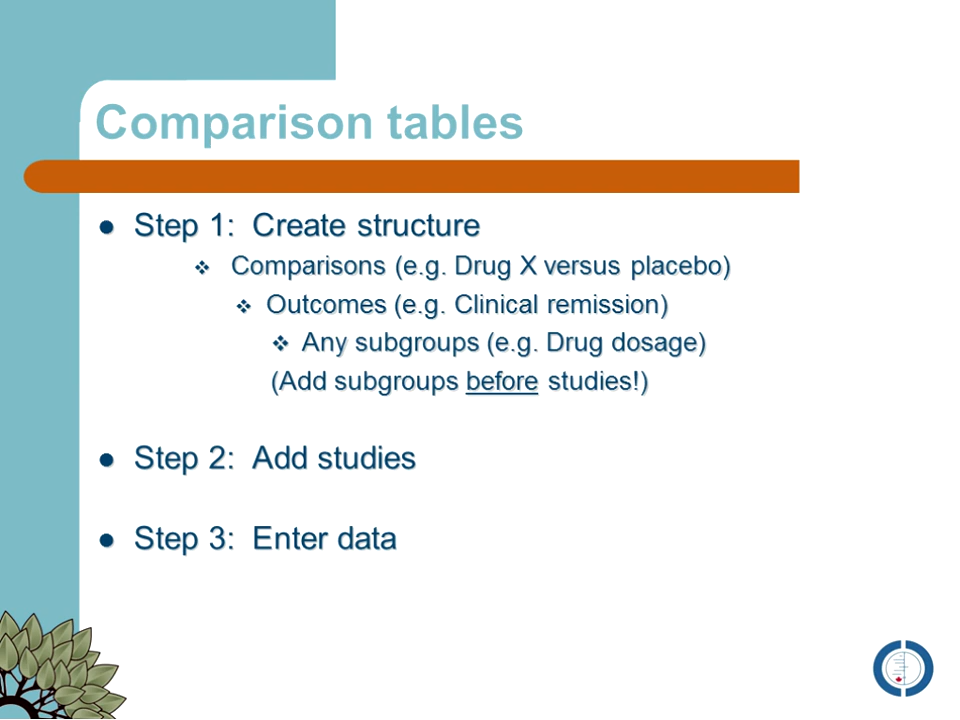 Comparison tables
Step 1: Create structure
Comparisons (e.g. Drug X versus placebo)
Outcomes (e.g. Clinical remission)
Any subgroups (e.g. Drug dosage)
(Add subgroups before studies!)
Step 2: Add studies
Step 3: Enter data